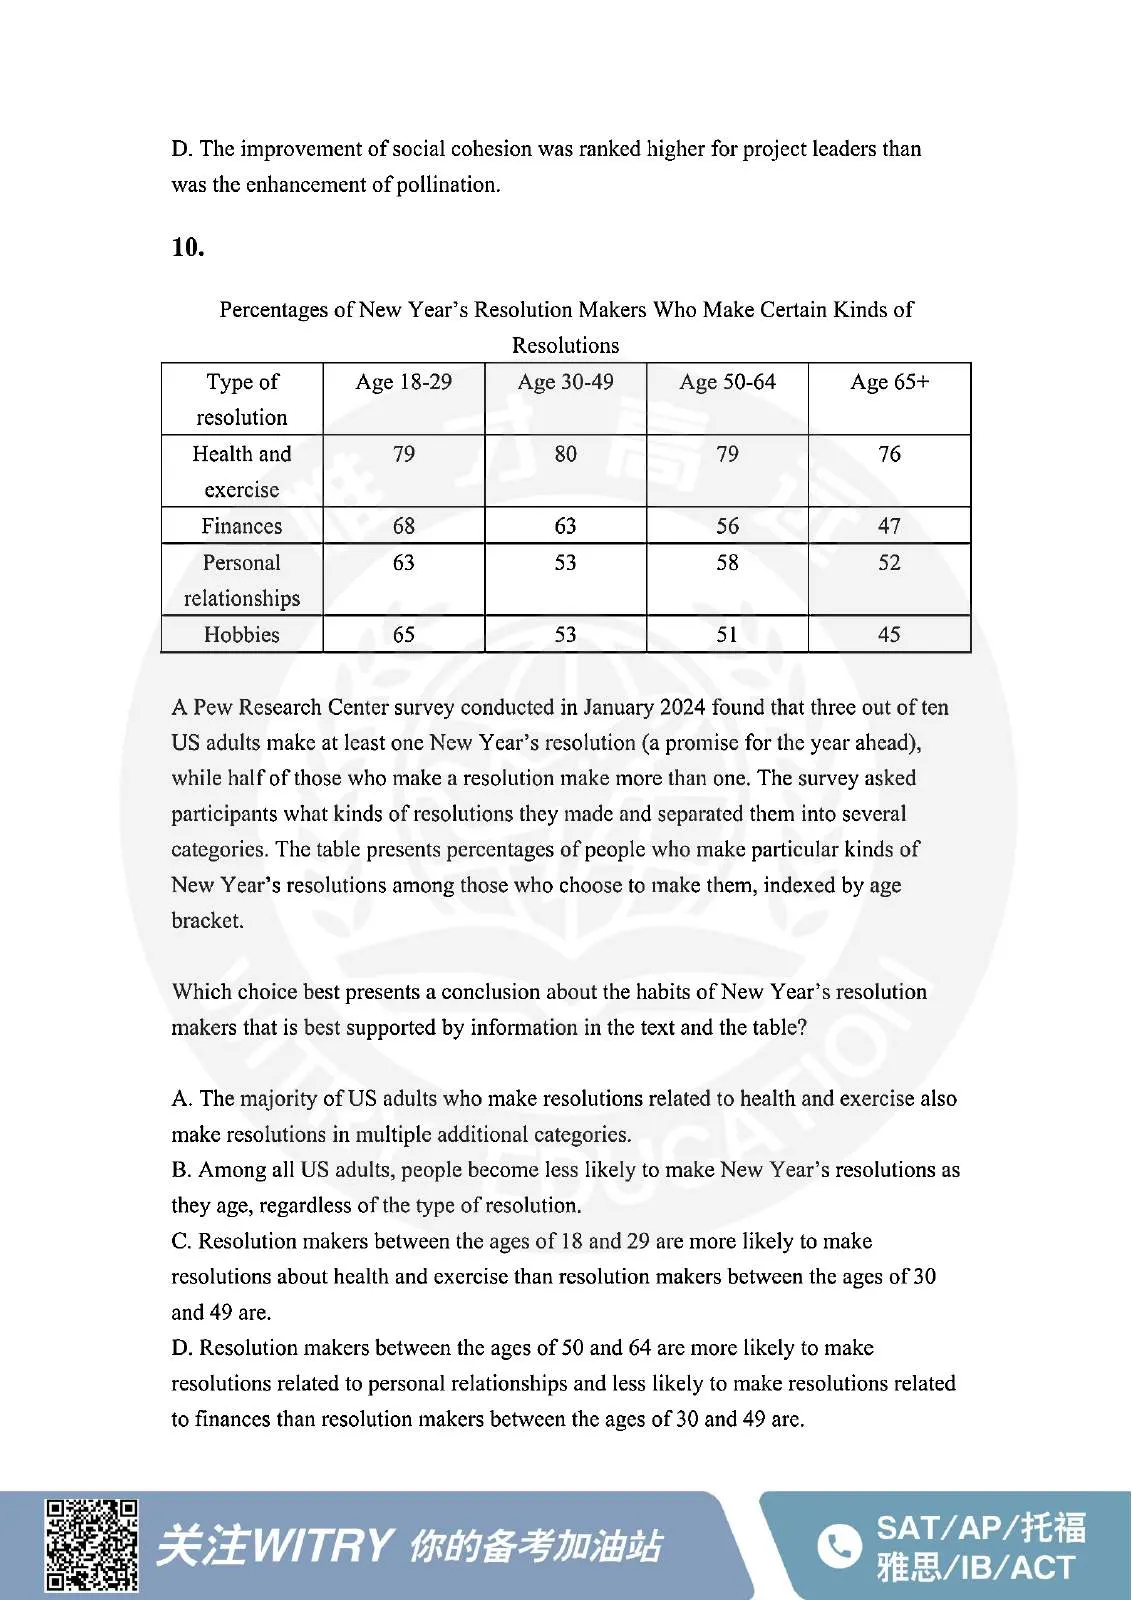 D. The improvement of social cohesion was ranked higher for project leaders than
was the enhancement of pollination.
10.
Percentages of New Year's Resolution Makers Who Make Certain Kinds of
Resolutions
Type of resolution Age 18-29 Age 30-49 Age 50-64 Age 65+
Health and exercise 79 80 79 76
Finances 68 63 56 47
Personal relationships 63 53 58 52
Hobbies 65 53 51 45
A Pew Research Center survey conducted in January 2024 found that three out of ten
US adults make at least one New Year's resolution (a promise for the year ahead),
while half of those who make a resolution make more than one. The survey asked
participants what kinds of resolutions they made and separated them into several
categories. The table presents percentages of people who make particular kinds of
New Year's resolutions among those who choose to make them, indexed by age
bracket.
Which choice best presents a conclusion about the habits of New Year's resolution
makers that is best supported by information in the text and the table?
A. The majority of US adults who make resolutions related to health and exercise also
make resolutions in multiple additional categories.
B. Among all US adults, people become less likely to make New Year's resolutions as
they age, regardless of the type of resolution.
C. Resolution makers between the ages of 18 and 29 are more likely to make
resolutions about health and exercise than resolution makers between the ages of 30
and 49 are.
D. Resolution makers between the ages of 50 and 64 are more likely to make
resolutions related to personal relationships and less likely to make resolutions related
to finances than resolution makers between the ages of 30 and 49 are.
惟才高远
WITRY EDUCATION
关注WITRY 你的备考加油站
SAT/AP/托福
雅思/IB/ACT